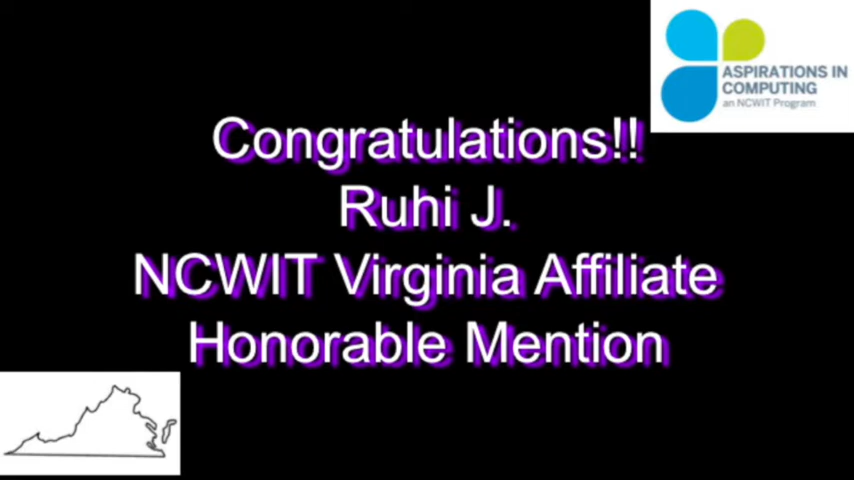 ASPIRATIONS IN
COMPUTING
an NCWIT Program
Congratulations!!
Ruhi J.
NCWIT Virginia Affiliate
Honorable Mention